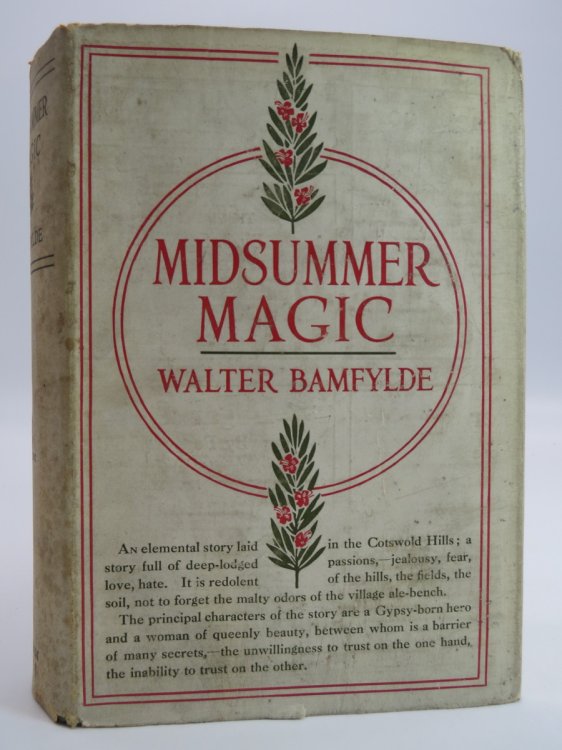 MIDSUMMER
MAGIC
WALTER BAMFYLDE
AN elemental story laid in the Cotswold Hills; a
story full of deep-lodged passions,—jealousy, fear,
love, hate. It is redolent of the hills, the fields, the
soil, not to forget the malty odors of the village ale-bench.
The principal characters of the story are a Gypsy-born hero
and a woman of queenly beauty, between whom is a barrier
of many secrets,—the unwillingness to trust on the one hand,
the inability to trust on the other.